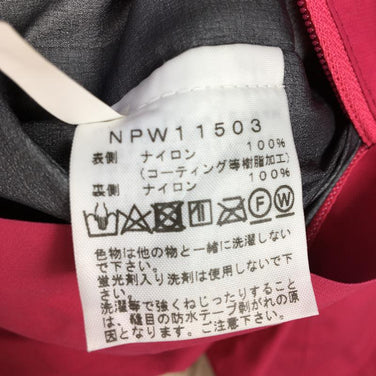 NPW11503
表側 ナイロン 100%
(コーティング等樹脂加工)
裏側 ナイロン 100%
F W
色物は他の物と一緒に洗濯しない
で下さい。
蛍光剤入り洗剤は使用しないで下
さい。
洗濯等で強くねじったりすること
は、縫目の防水テープ剥がれの原
因となります。ご注意下さい。